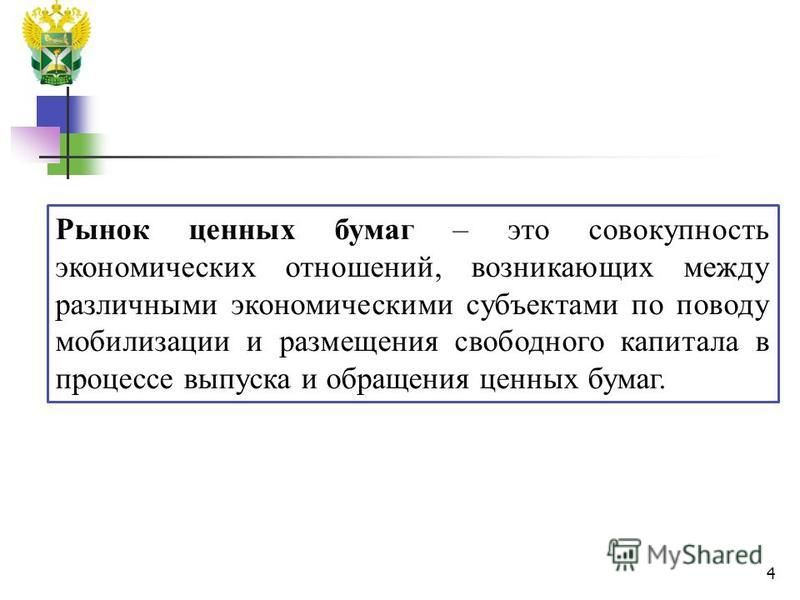 Рынок ценных бумаг – это совокупность
экономических отношений, возникающих между
различными экономическими субъектами по поводу
мобилизации и размещения свободного капитала в
процессе выпуска и обращения ценных бумаг.
MyShared
4